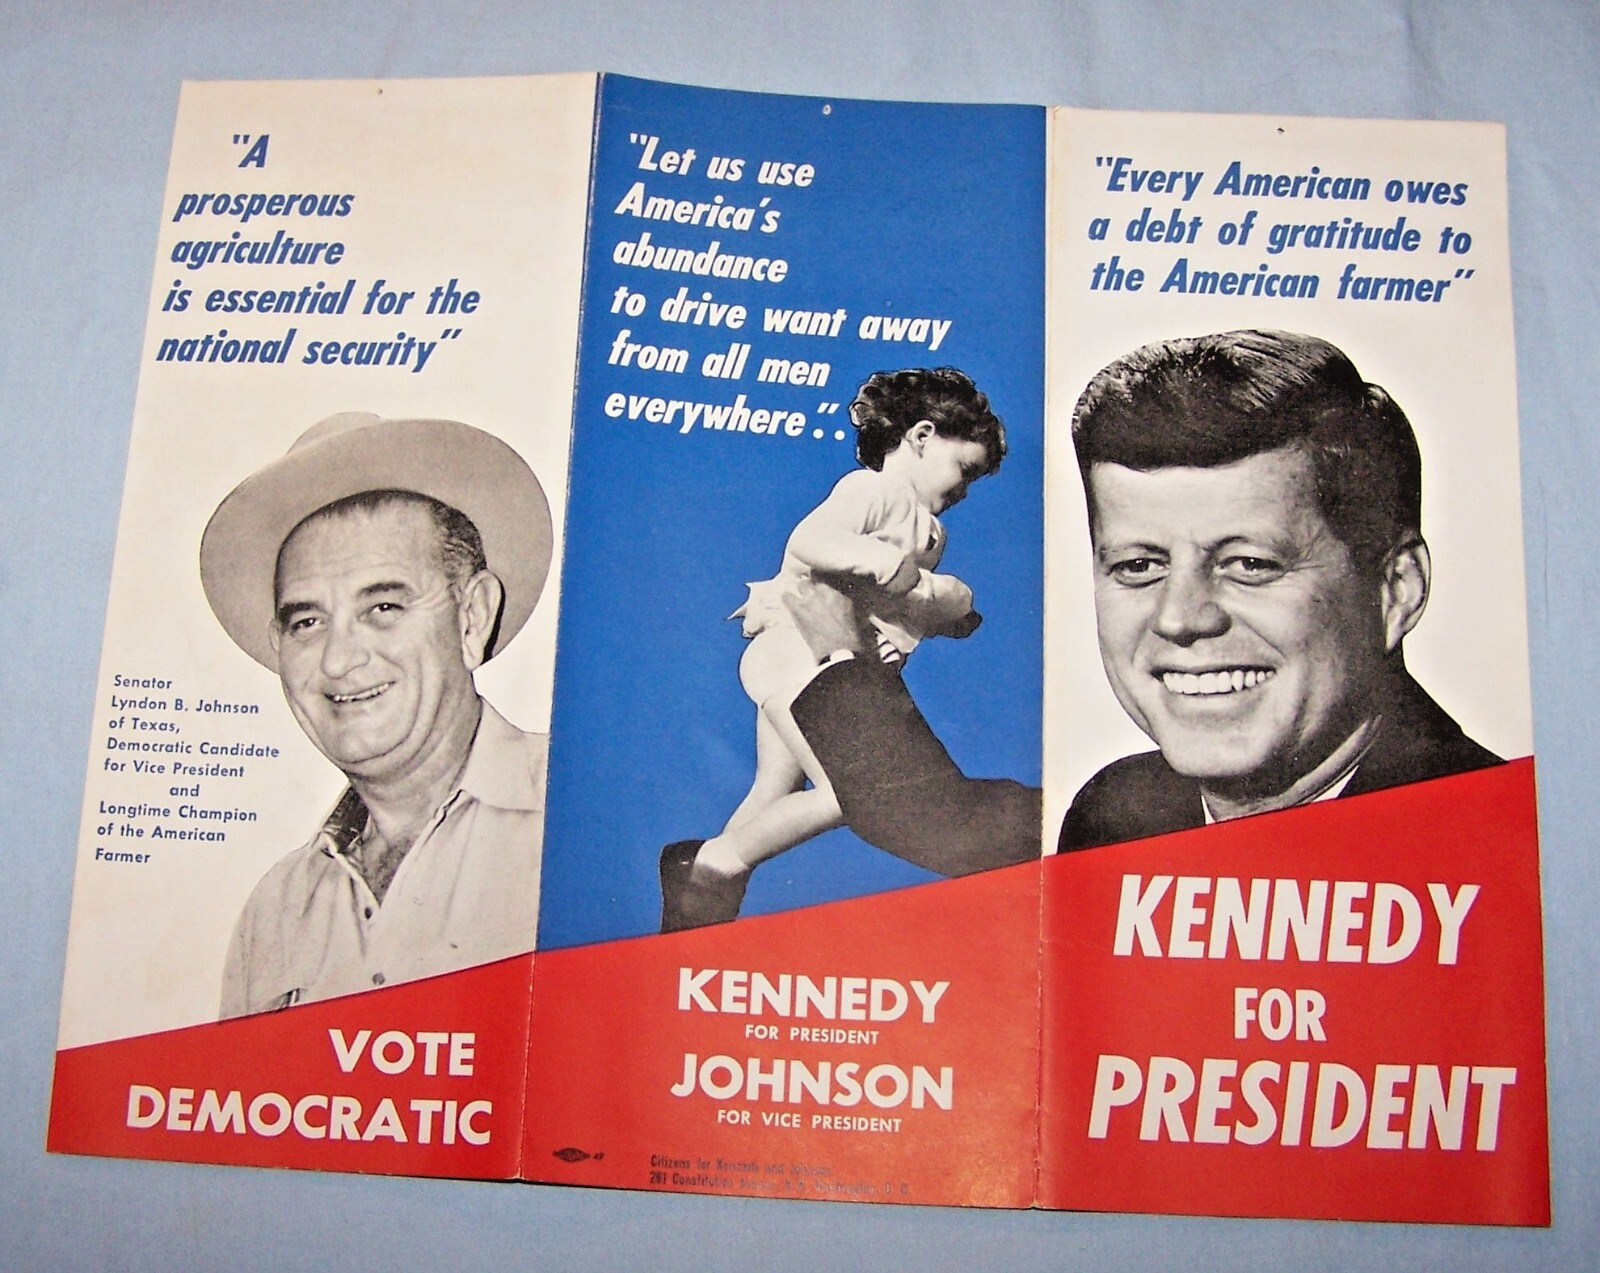 "A
prosperous
agriculture
is essential for the
national security"
Senator
Lyndon B. Johnson
of Texas,
Democratic Candidate
for Vice President
and
Longtime Champion
of the American
Farmer
VOTE
DEMOCRATIC
"Let us use
America's
abundance
to drive want away
from all men
everywhere"..
KENNEDY
FOR PRESIDENT
JOHNSON
FOR VICE PRESIDENT
Citizens for Kennedy and Johnson
261 Constitution
"Every American owes
a debt of gratitude to
the American farmer"
KENNEDY
FOR
PRESIDENT